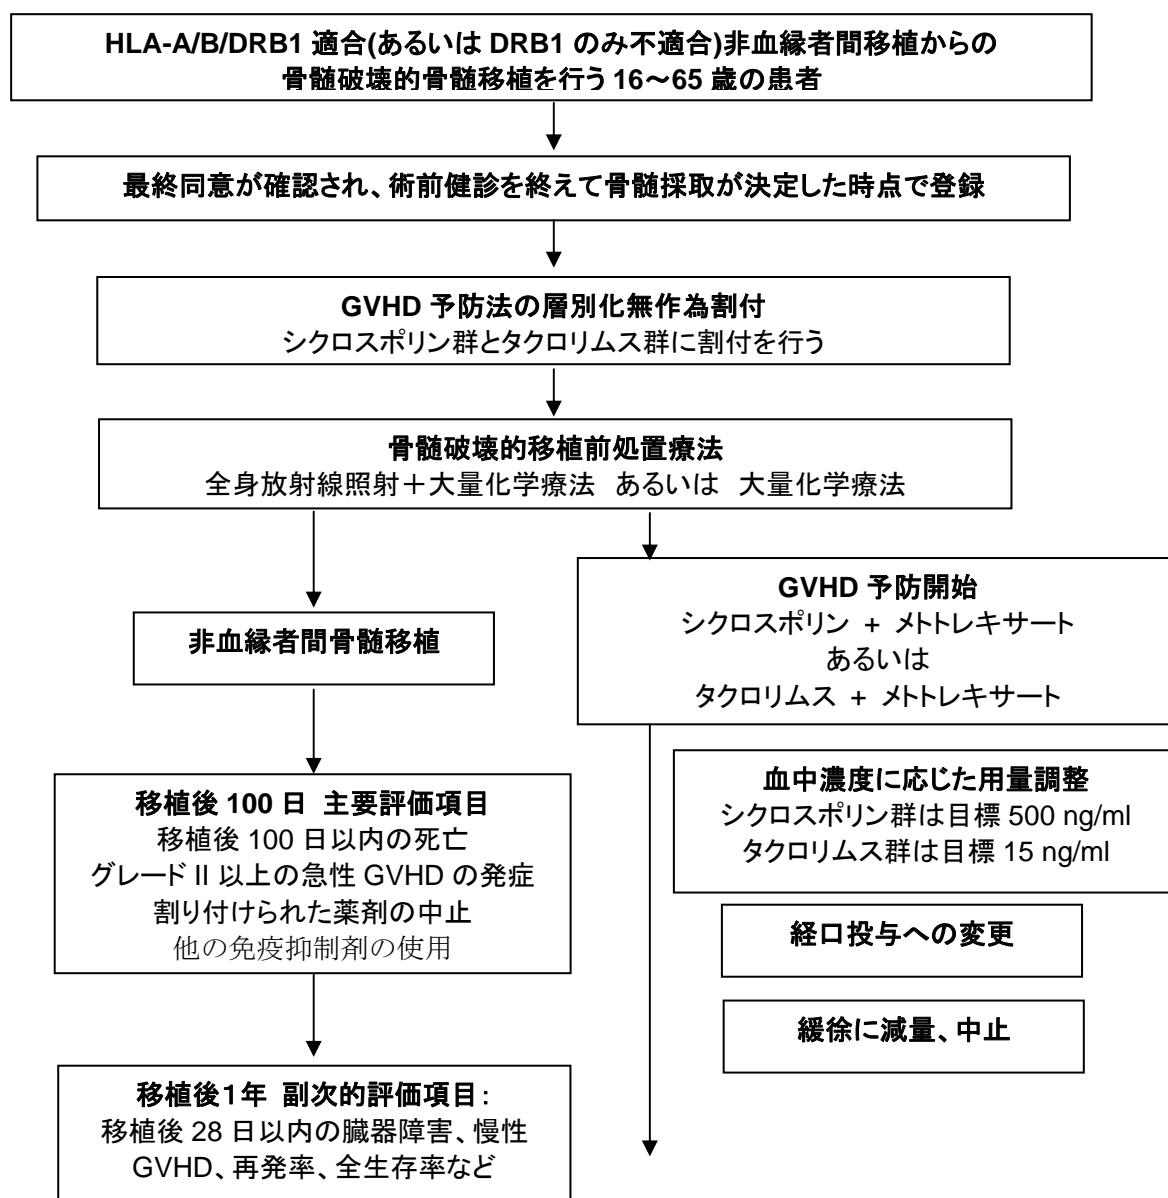 HLA-A/B/DRB1 適合(あるいは DRB1 のみ不適合)非血縁者間移植からの
骨髄破壊的骨髄移植を行う 16～65 歳の患者
最終同意が確認され、術前健診を終えて骨髄採取が決定した時点で登録
GVHD 予防法の層別化無作為割付
シクロスポリン群とタクロリムス群に割付を行う
骨髄破壊的移植前処置療法
全身放射線照射＋大量化学療法　あるいは　大量化学療法
非血縁者間骨髄移植
GVHD 予防開始
シクロスポリン + メトトレキサート
あるいは
タクロリムス + メトトレキサート
移植後 100 日 主要評価項目
移植後 100 日以内の死亡
グレード II 以上の急性 GVHD の発症
割り付けられた薬剤の中止
他の免疫抑制剤の使用
血中濃度に応じた用量調整
シクロスポリン群は目標 500 ng/ml
タクロリムス群は目標 15 ng/ml
経口投与への変更
緩徐に減量、中止
移植後１年 副次的評価項目：
移植後 28 日以内の臓器障害、慢性
GVHD、再発率、全生存率など